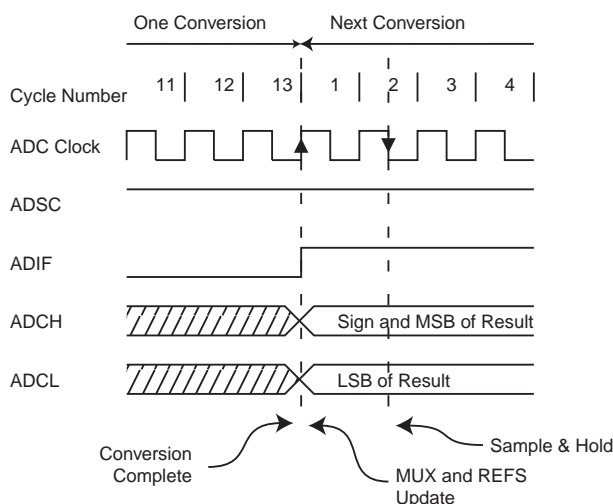 One Conversion Next Conversion
Cycle Number 11 12 13 1 2 3 4
ADC Clock
ADSC
ADIF
ADCH Sign and MSB of Result
ADCL LSB of Result
Conversion
Complete
MUX and REFS
Update
Sample & Hold